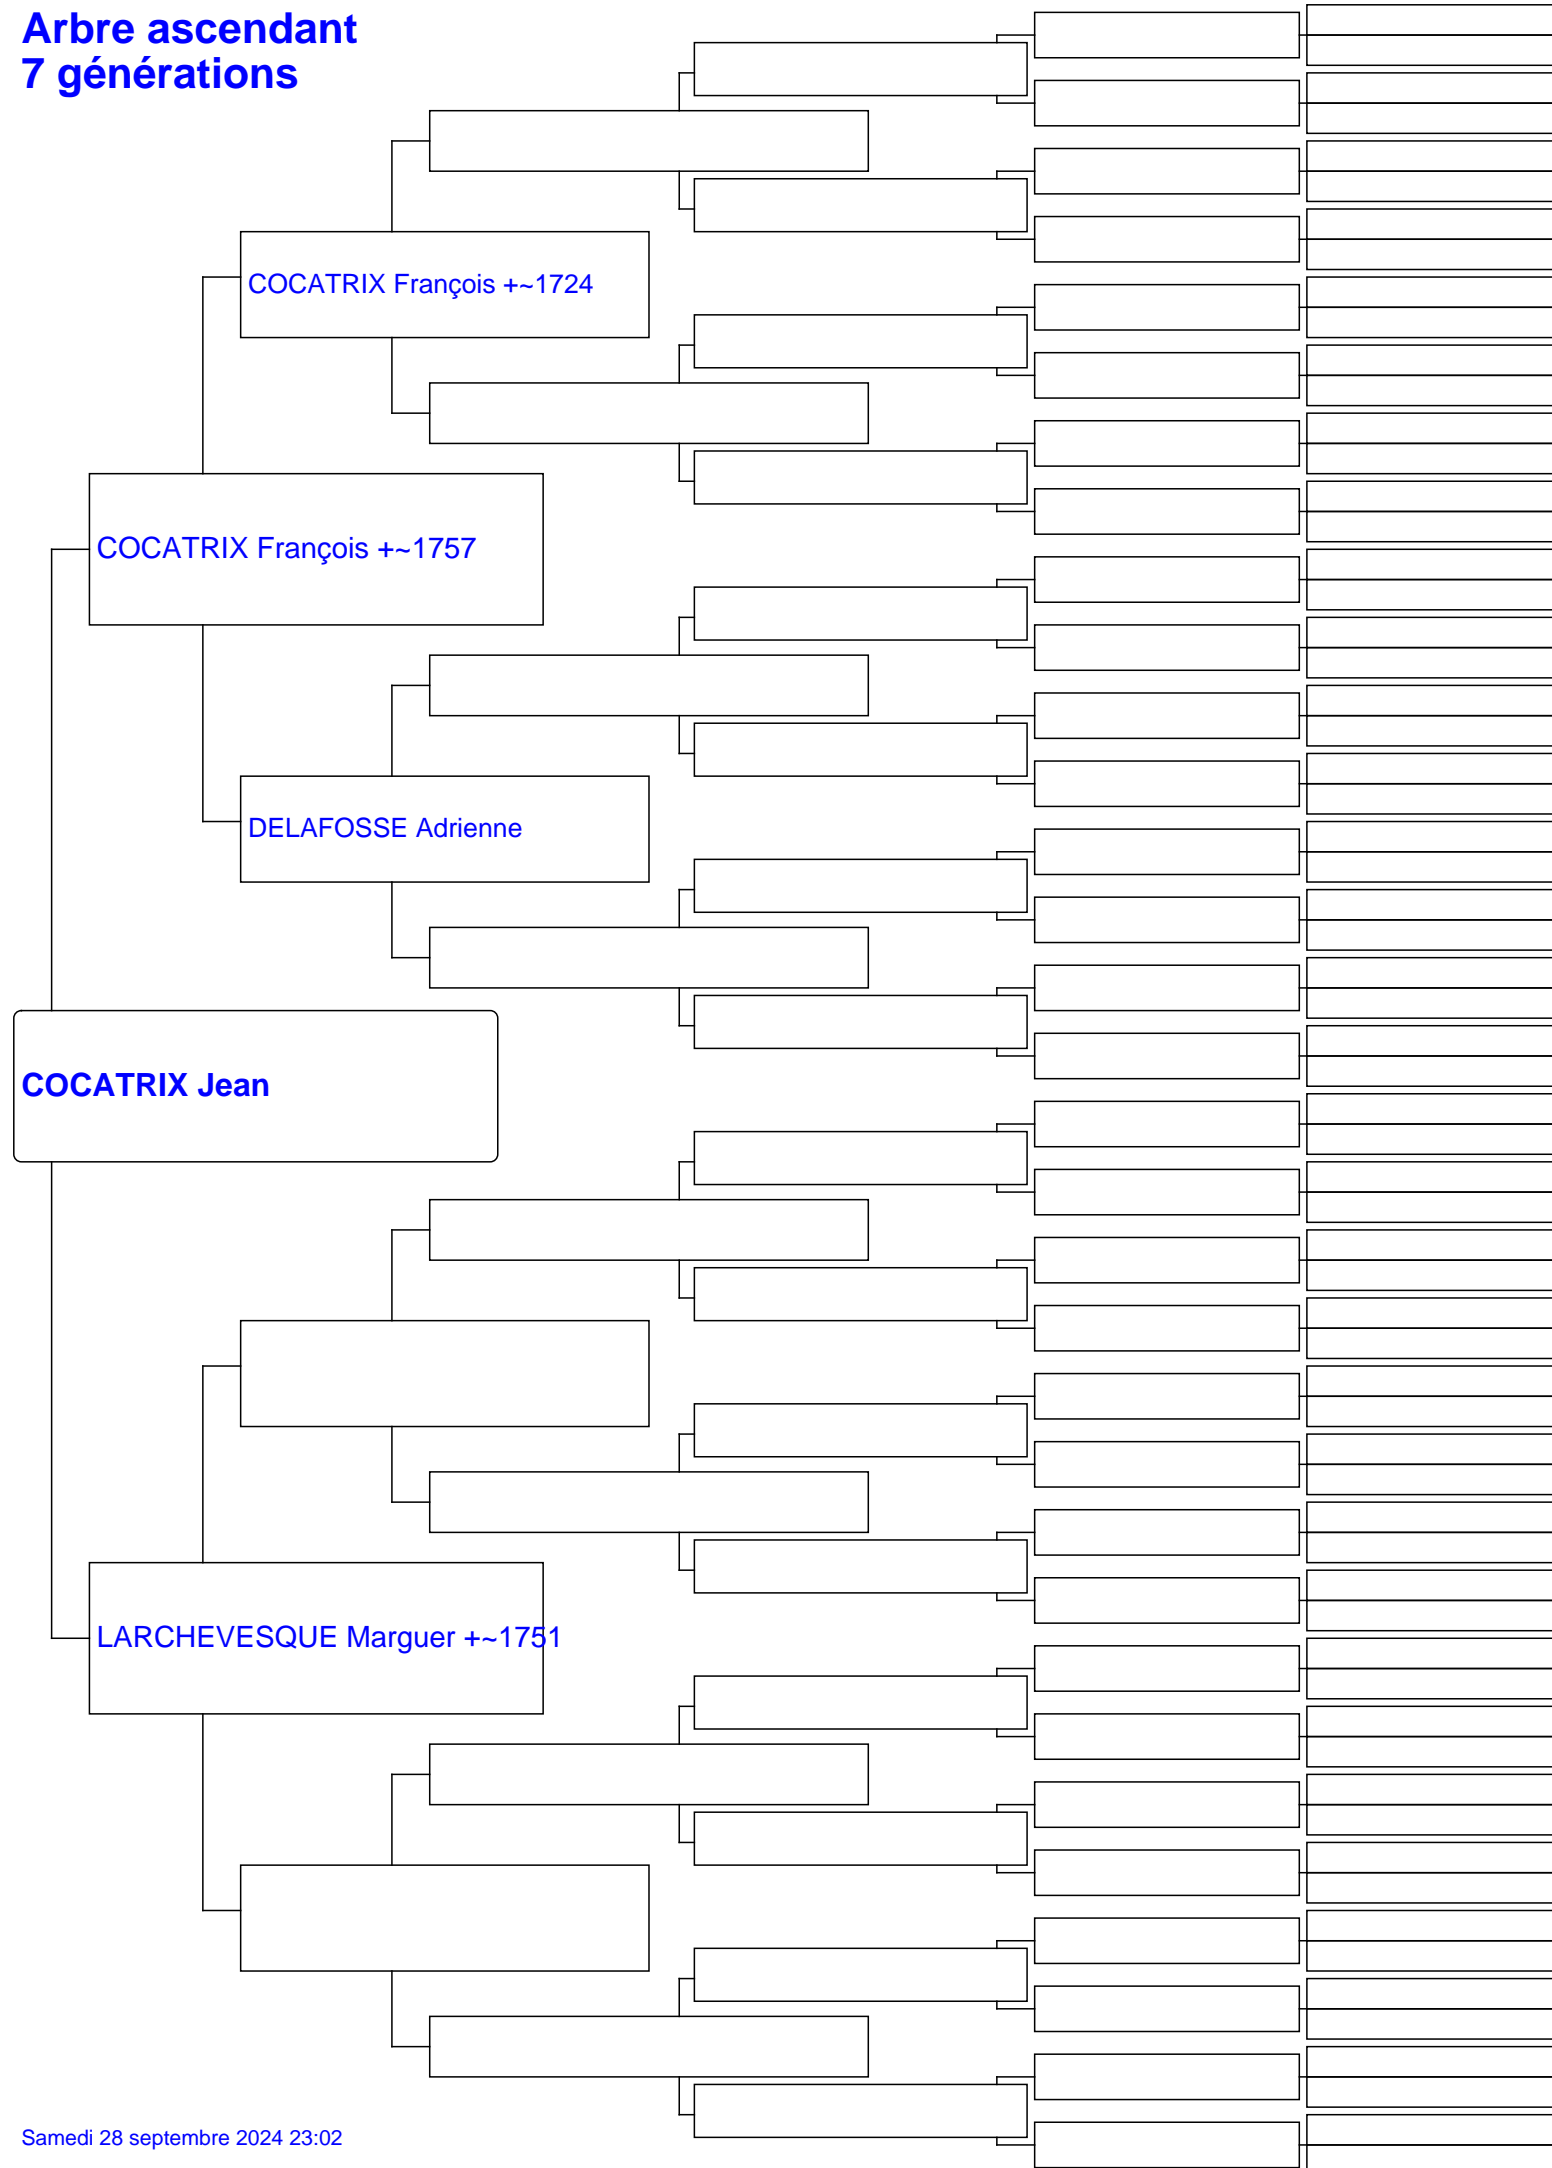 Arbre ascendant
7 générations
COCATRIX François +~1724
COCATRIX François +~1757
DELAFOSSE Adrienne
COCATRIX Jean
LARCHEVESQUE Marguer +~1751
Samedi 28 septembre 2024 23:02